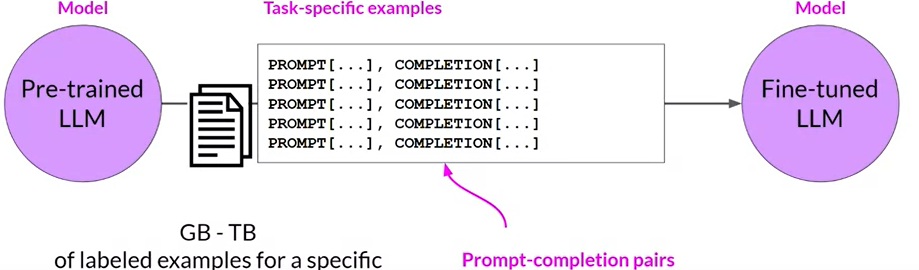 Model
Task-specific examples
Model
Pre-trained
LLM
PROMPT[...], COMPLETION[...]
PROMPT[...], COMPLETION[...]
PROMPT[...], COMPLETION[...]
PROMPT[...], COMPLETION[...]
PROMPT[...], COMPLETION[...]
Fine-tuned
LLM
GB - TB
of labeled examples for a specific
Prompt-completion pairs